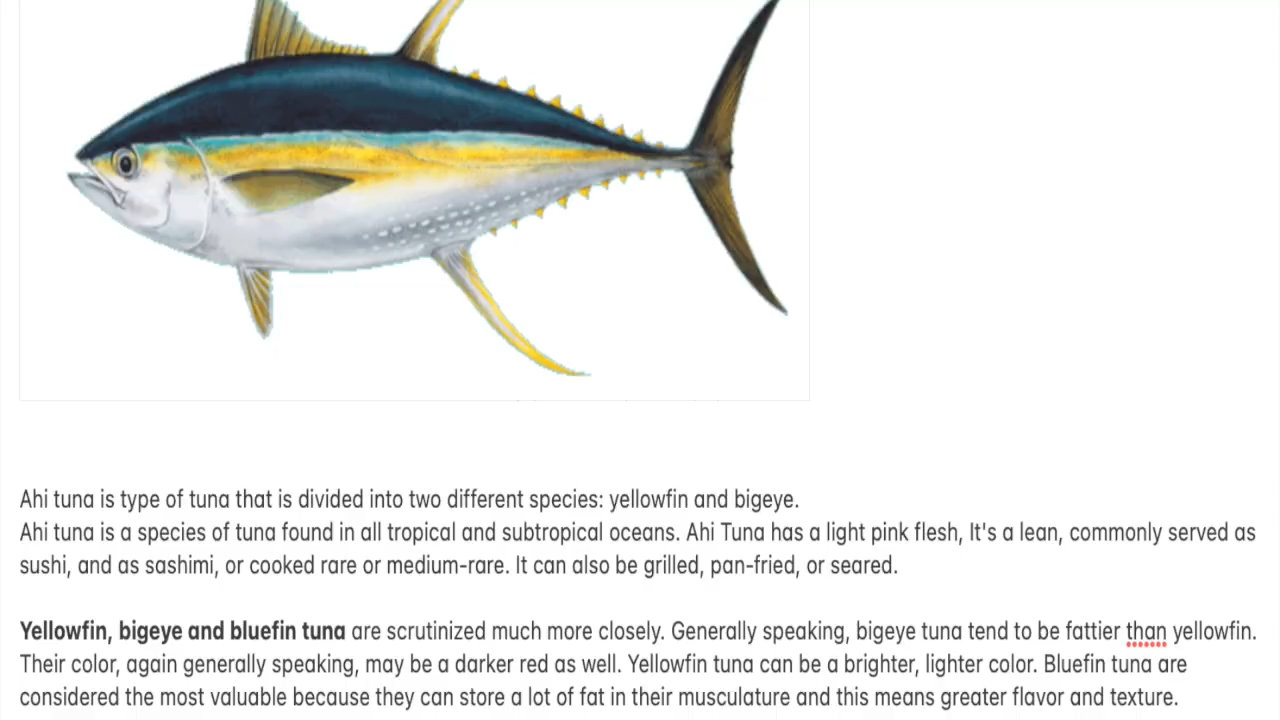 Ahi tuna is type of tuna that is divided into two different species: yellowfin and bigeye.
Ahi tuna is a species of tuna found in all tropical and subtropical oceans. Ahi Tuna has a light pink flesh, It's a lean, commonly served as
sushi, and as sashimi, or cooked rare or medium-rare. It can also be grilled, pan-fried, or seared.
Yellowfin, bigeye and bluefin tuna are scrutinized much more closely. Generally speaking, bigeye tuna tend to be fattier than yellowfin.
Their color, again generally speaking, may be a darker red as well. Yellowfin tuna can be a brighter, lighter color. Bluefin tuna are
considered the most valuable because they can store a lot of fat in their musculature and this means greater flavor and texture.